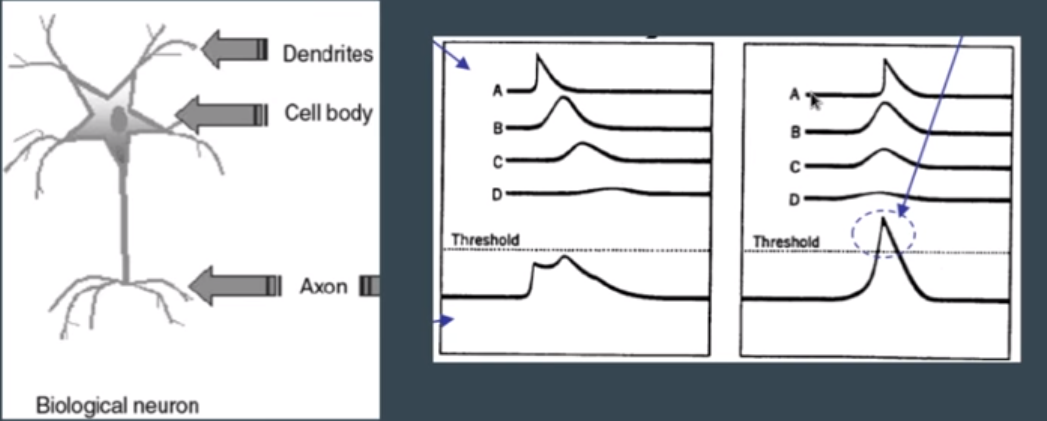 Dendrites
Cell body
Axon
Biological neuron
A
B
C
D
Threshold
A
B
C
D
Threshold